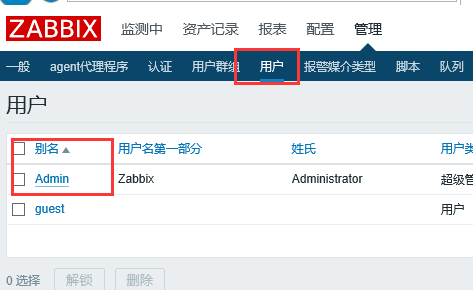 ZABBIX 监测中 资产记录 报表 配置 管理
一般 agent代理程序 认证 用户群组 用户 报警媒介类型 脚本 队列
用户
别名 用户名第一部分 姓氏 用户类
Admin Zabbix Administrator 超级管
guest 用户
0 选择 解锁 删除